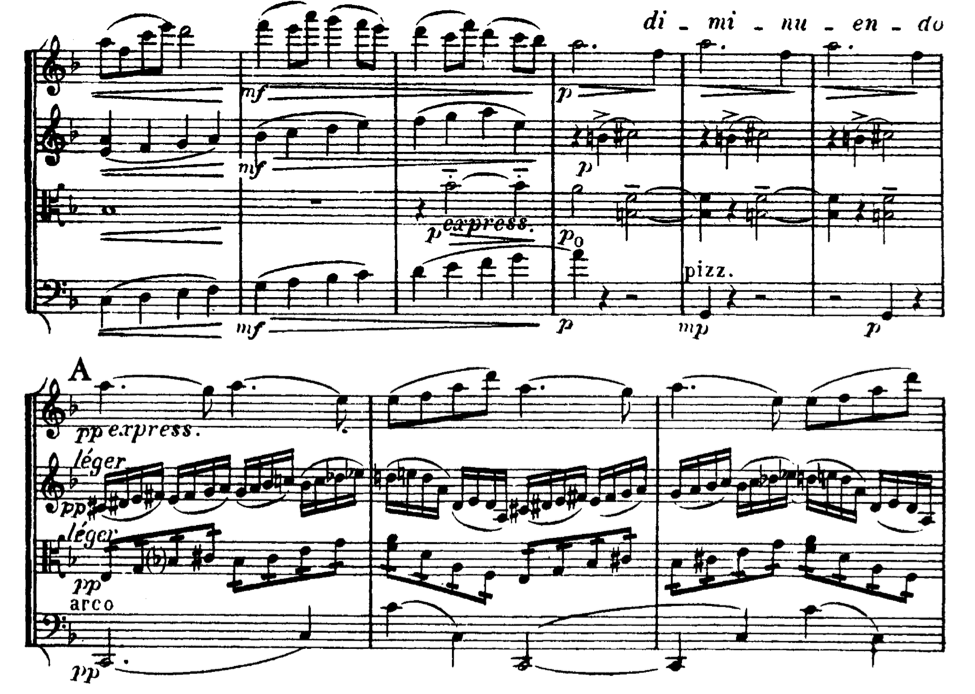 di - mi - nu - en - do
mf p
mf p
p express. p
pizz.
mf p mp p
A
pp express.
léger
pp
léger
pp
arco
pp